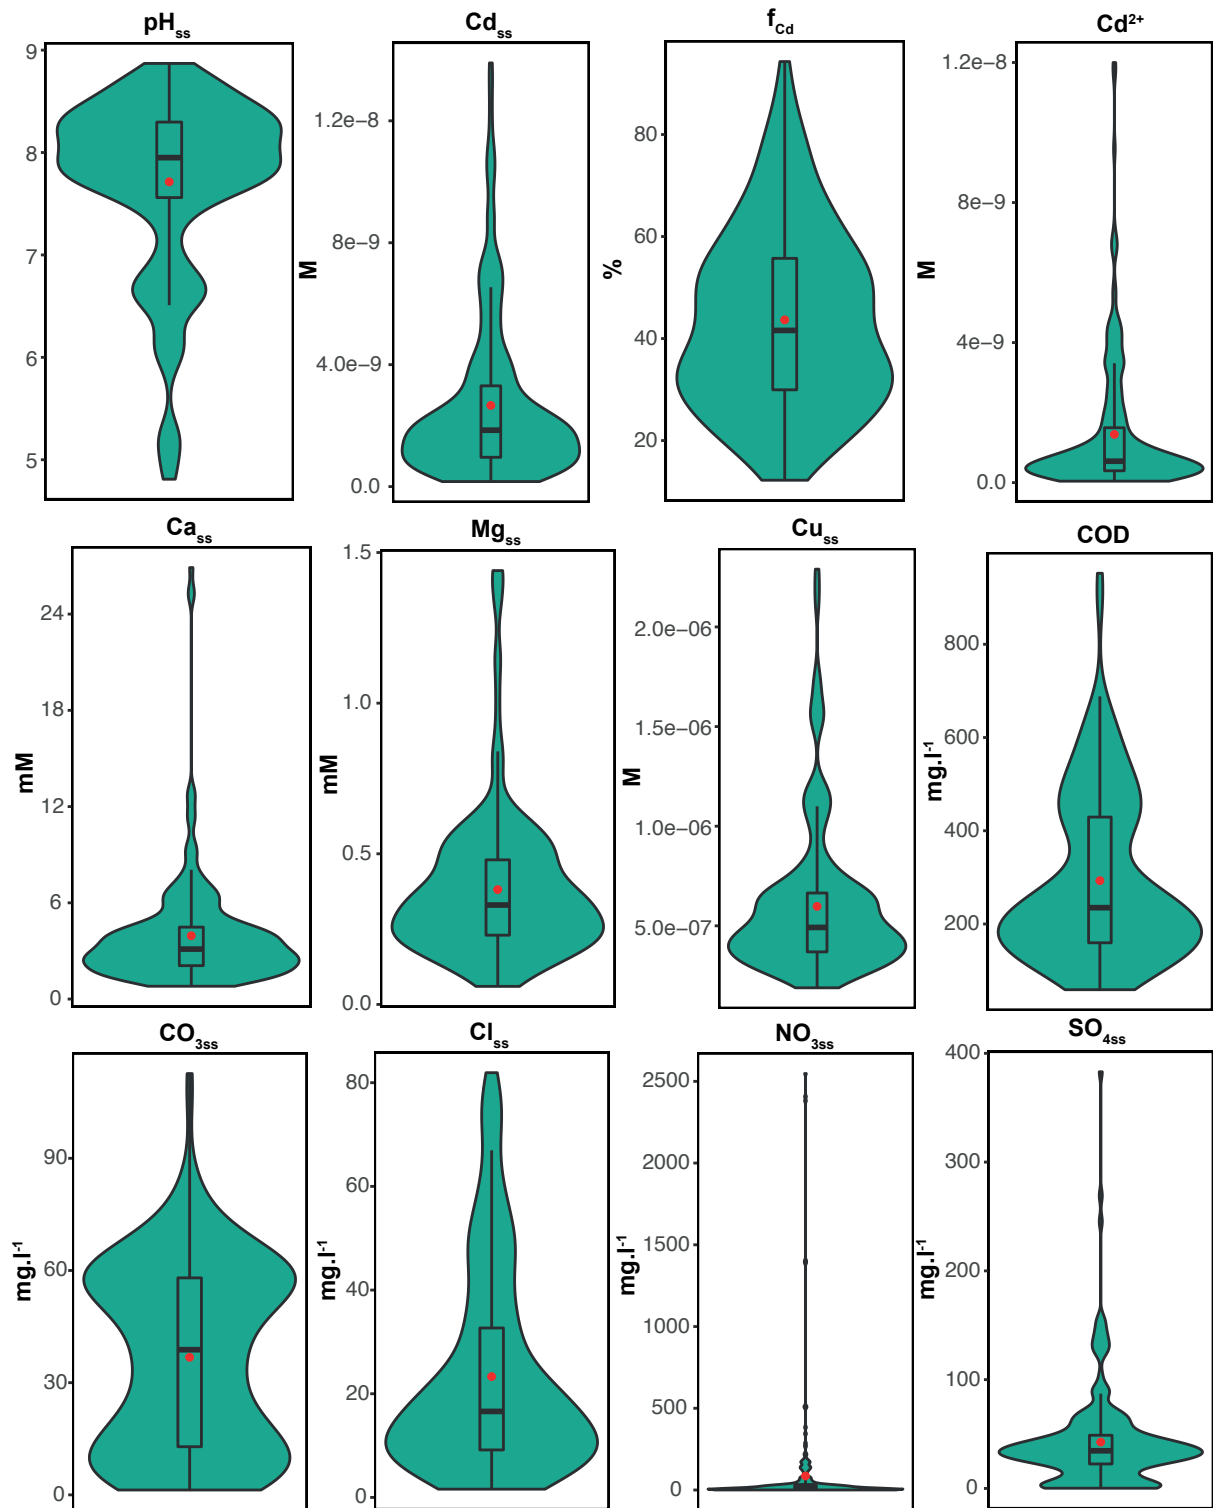 pHss
9
8
7
6
5
Cdss
M
1.2e−8
8e−9
4.0e−9
0.0
fCd
%
80
60
40
20
Cd²⁺
M
1.2e−8
8e−9
4e−9
0.0
Cass
mM
24
18
12
6
0
Mgss
mM
1.5
1.0
0.5
0.0
Cuss
M
2.0e−06
1.5e−06
1.0e−06
5.0e−07
COD
mg.l⁻¹
800
600
400
200
CO₃ss
mg.l⁻¹
90
60
30
0
Clss
mg.l⁻¹
80
60
40
20
0
NO₃ss
mg.l⁻¹
2500
2000
1500
1000
500
0
SO₄ss
mg.l⁻¹
400
300
200
100
0